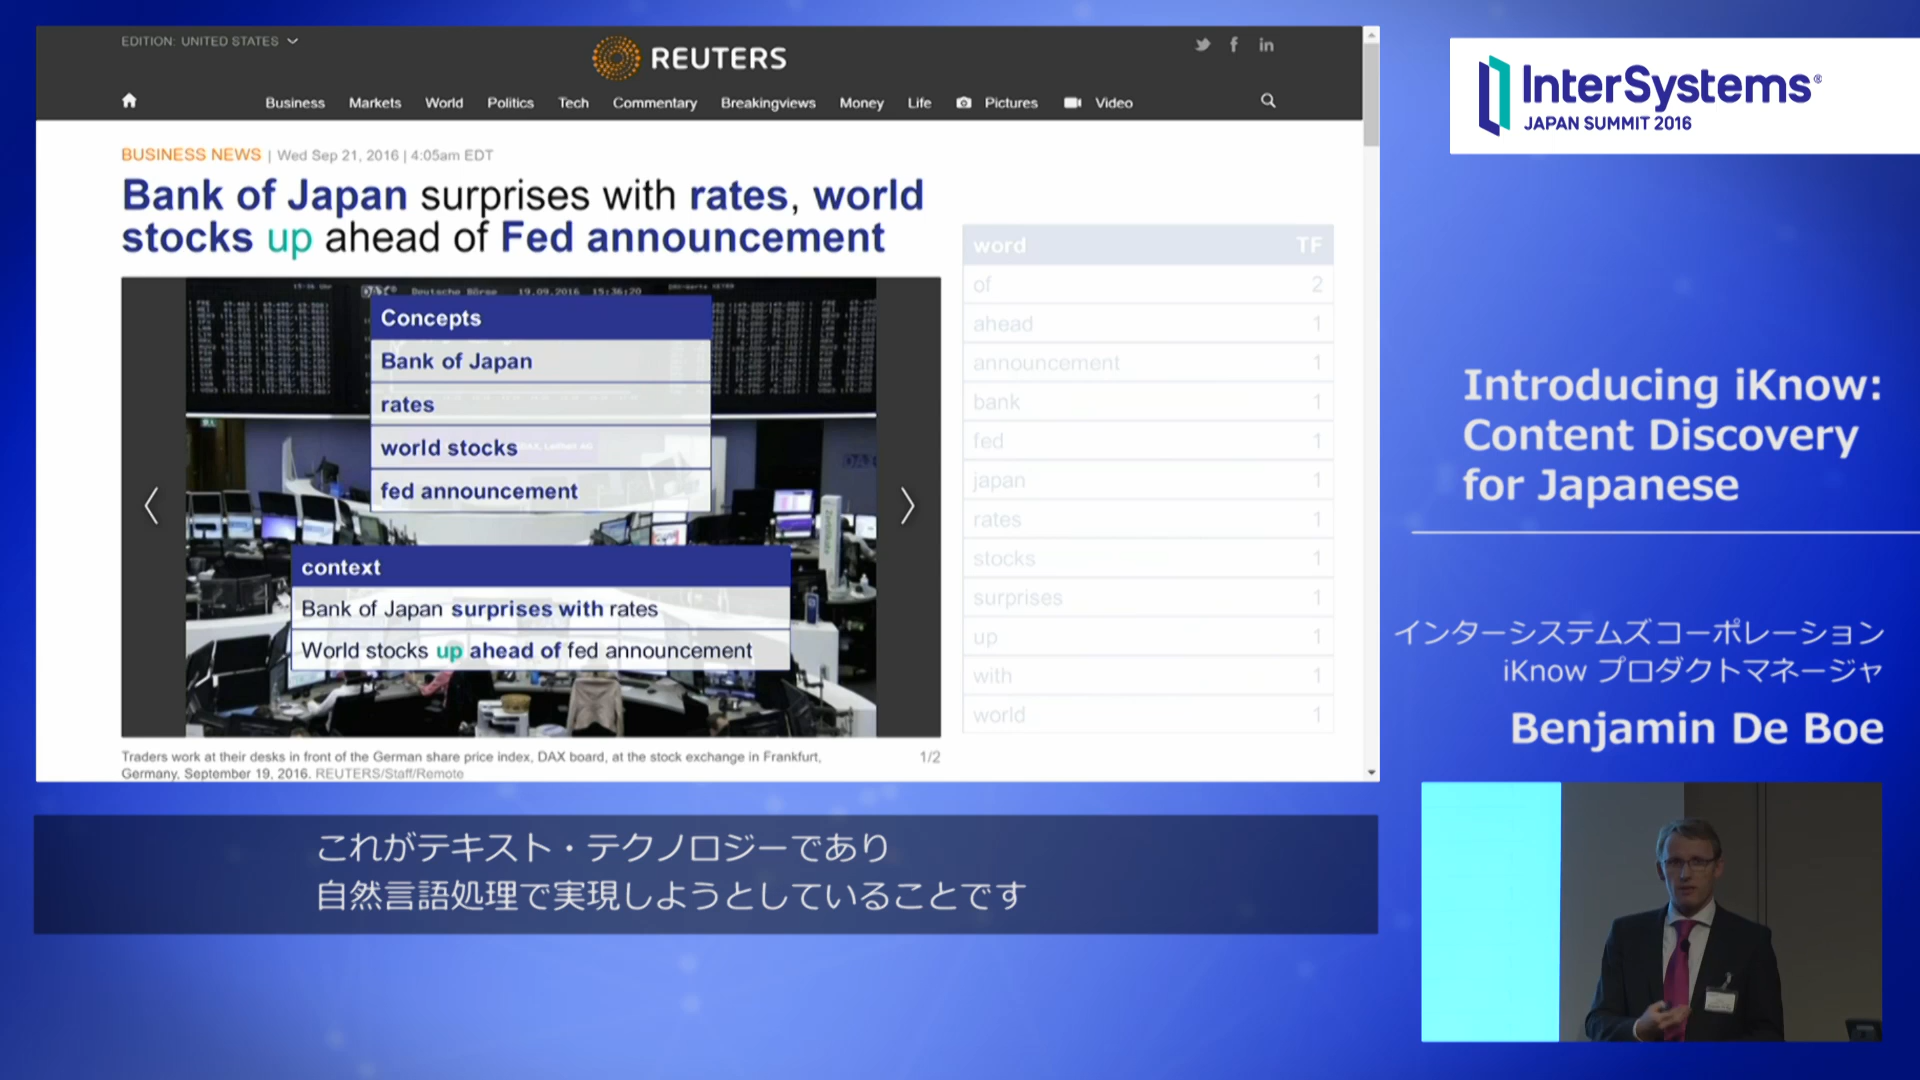 EDITION: UNITED STATES
REUTERS
Business Markets World Politics Tech Commentary Breakingviews Money Life Pictures Video
BUSINESS NEWS | Wed Sep 21, 2016 | 4:05am EDT
Bank of Japan surprises with rates, world
stocks up ahead of Fed announcement
DAX® Deutsche Börse 19.09.2016 15:36:20
Concepts
Bank of Japan
rates
world stocks
fed announcement
context
Bank of Japan surprises with rates
World stocks up ahead of fed announcement
Traders work at their desks in front of the German share price index, DAX board, at the stock exchange in Frankfurt,
Germany, September 19, 2016. REUTERS/Staff/Remote
1/2
word TF
of 2
ahead 1
announcement 1
bank 1
fed 1
japan 1
rates 1
stocks 1
surprises 1
up 1
with 1
world 1
InterSystems®
JAPAN SUMMIT 2016
Introducing iKnow:
Content Discovery
for Japanese
インターシステムズコーポレーション
iKnow プロダクトマネージャ
Benjamin De Boe
これがテキスト・テクノロジーであり
自然言語処理で実現しようとしていることです